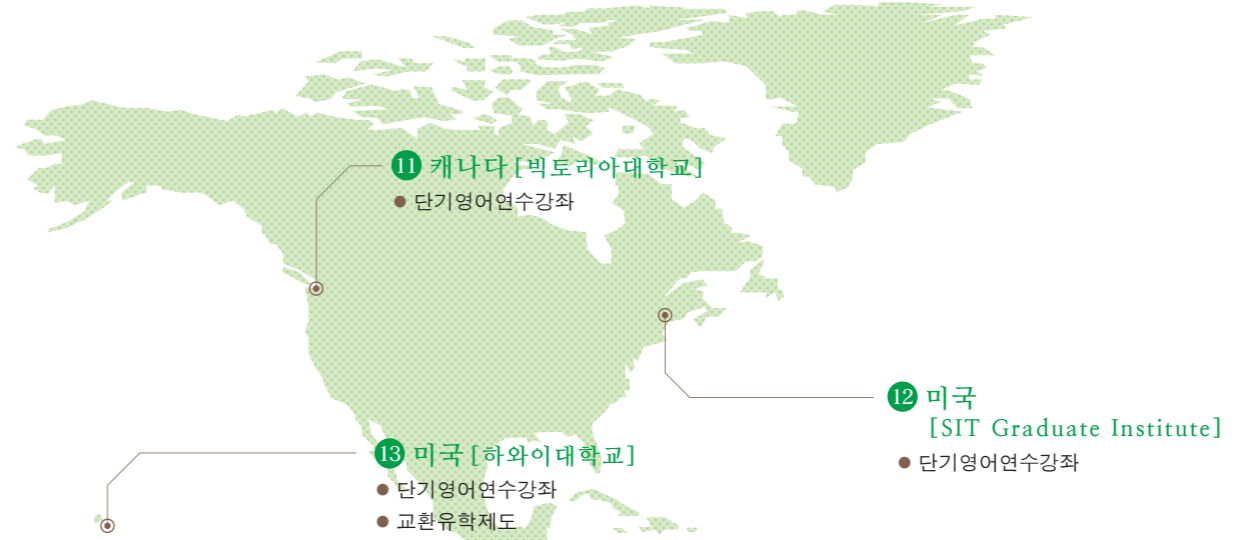 11 캐나다 [빅토리아대학교]
● 단기영어연수강좌
12 미국
[SIT Graduate Institute]
● 단기영어연수강좌
13 미국 [하와이대학교]
● 단기영어연수강좌
● 교환유학제도